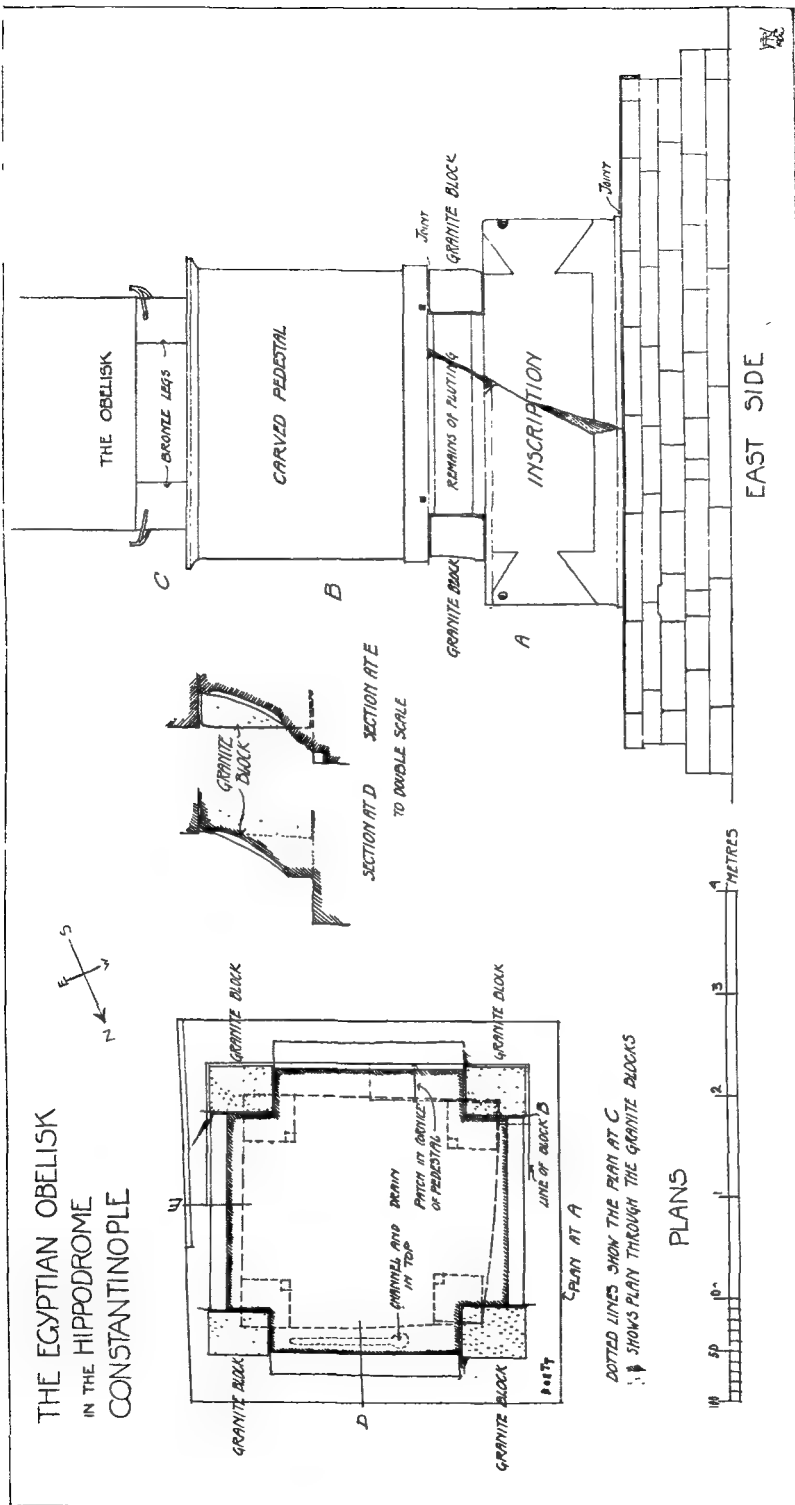 THE EGYPTIAN OBELISK
IN THE HIPPODROME
CONSTANTINOPLE
N
E
S
W
GRANITE BLOCK
GRANITE BLOCK
E
CHANNEL AND DRAIN
IN TOP
PATCH IN CORNICE
OF PEDESTAL
D
LINE OF BLOCK B
GRANITE BLOCK
GRANITE BLOCK
PLAN AT A
DOTTED LINES SHOW THE PLAN AT C
SHOWS PLAN THROUGH THE GRANITE BLOCKS
PLANS
100
50
0
1
2
3
4
METRES
GRANITE
BLOCK
SECTION AT D
SECTION AT E
TO DOUBLE SCALE
THE OBELISK
BRONZE LEGS
C
CARVED PEDESTAL
B
JOINT
GRANITE BLOCK
REMAINS OF FLUTING
GRANITE BLOCK
A
INSCRIPTION
JOINT
EAST SIDE